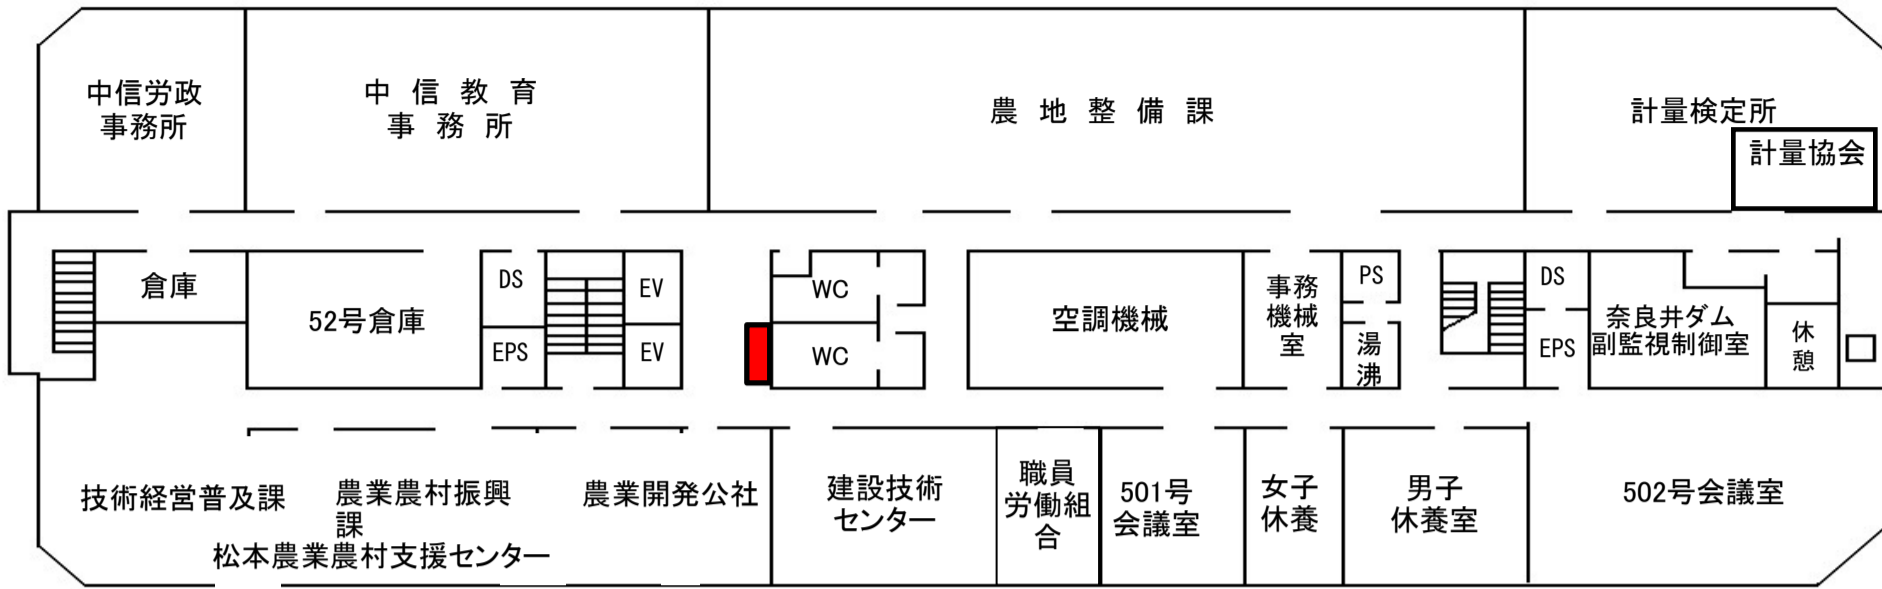 中信労政
事務所
中信教育
事務所
農地整備課
計量検定所
計量協会
倉庫
52号倉庫
DS
EPS
EV
EV
WC
WC
空調機械
事務
機械
室
PS
湯
沸
DS
EPS
奈良井ダム
副監視制御室
休
憩
技術経営普及課
農業農村振興
課
松本農業農村支援センター
農業開発公社
建設技術
センター
職員
労働組
合
501号
会議室
女子
休養
男子
休養室
502号会議室